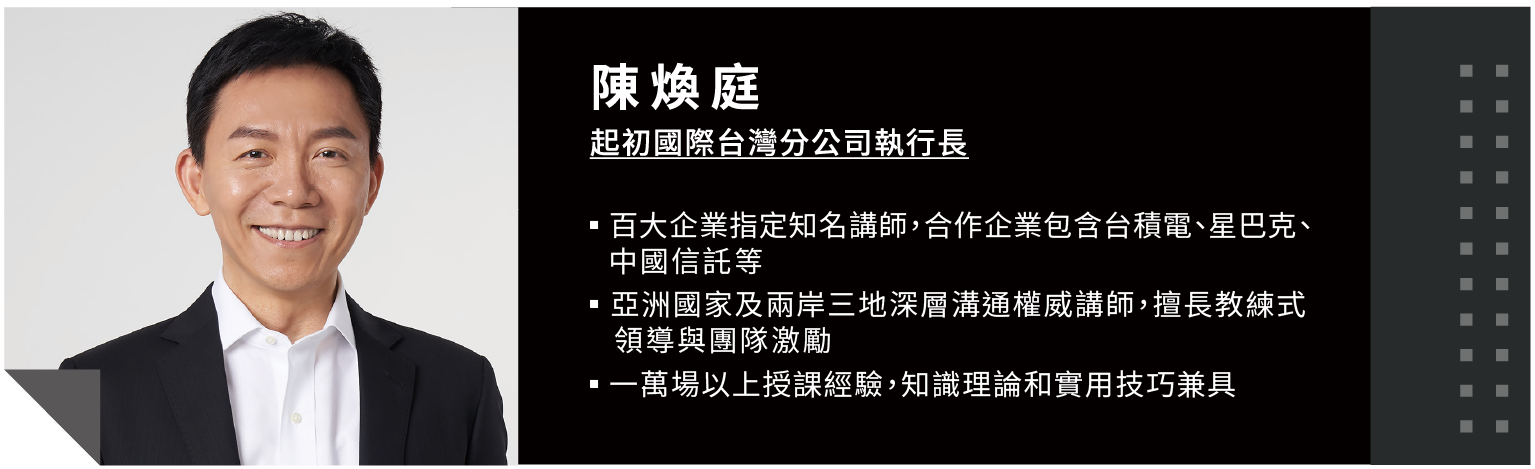 陳煥庭
起初國際台灣分公司執行長
▪ 百大企業指定知名講師，合作企業包含台積電、星巴克、
中國信託等
▪ 亞洲國家及兩岸三地深層溝通權威講師，擅長教練式
領導與團隊激勵
▪ 一萬場以上授課經驗，知識理論和實用技巧兼具